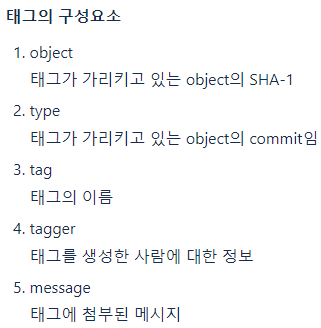 태그의 구성요소
1. object
태그가 가리키고 있는 object의 SHA-1
2. type
태그가 가리키고 있는 object의 commit임
3. tag
태그의 이름
4. tagger
태그를 생성한 사람에 대한 정보
5. message
태그에 첨부된 메시지